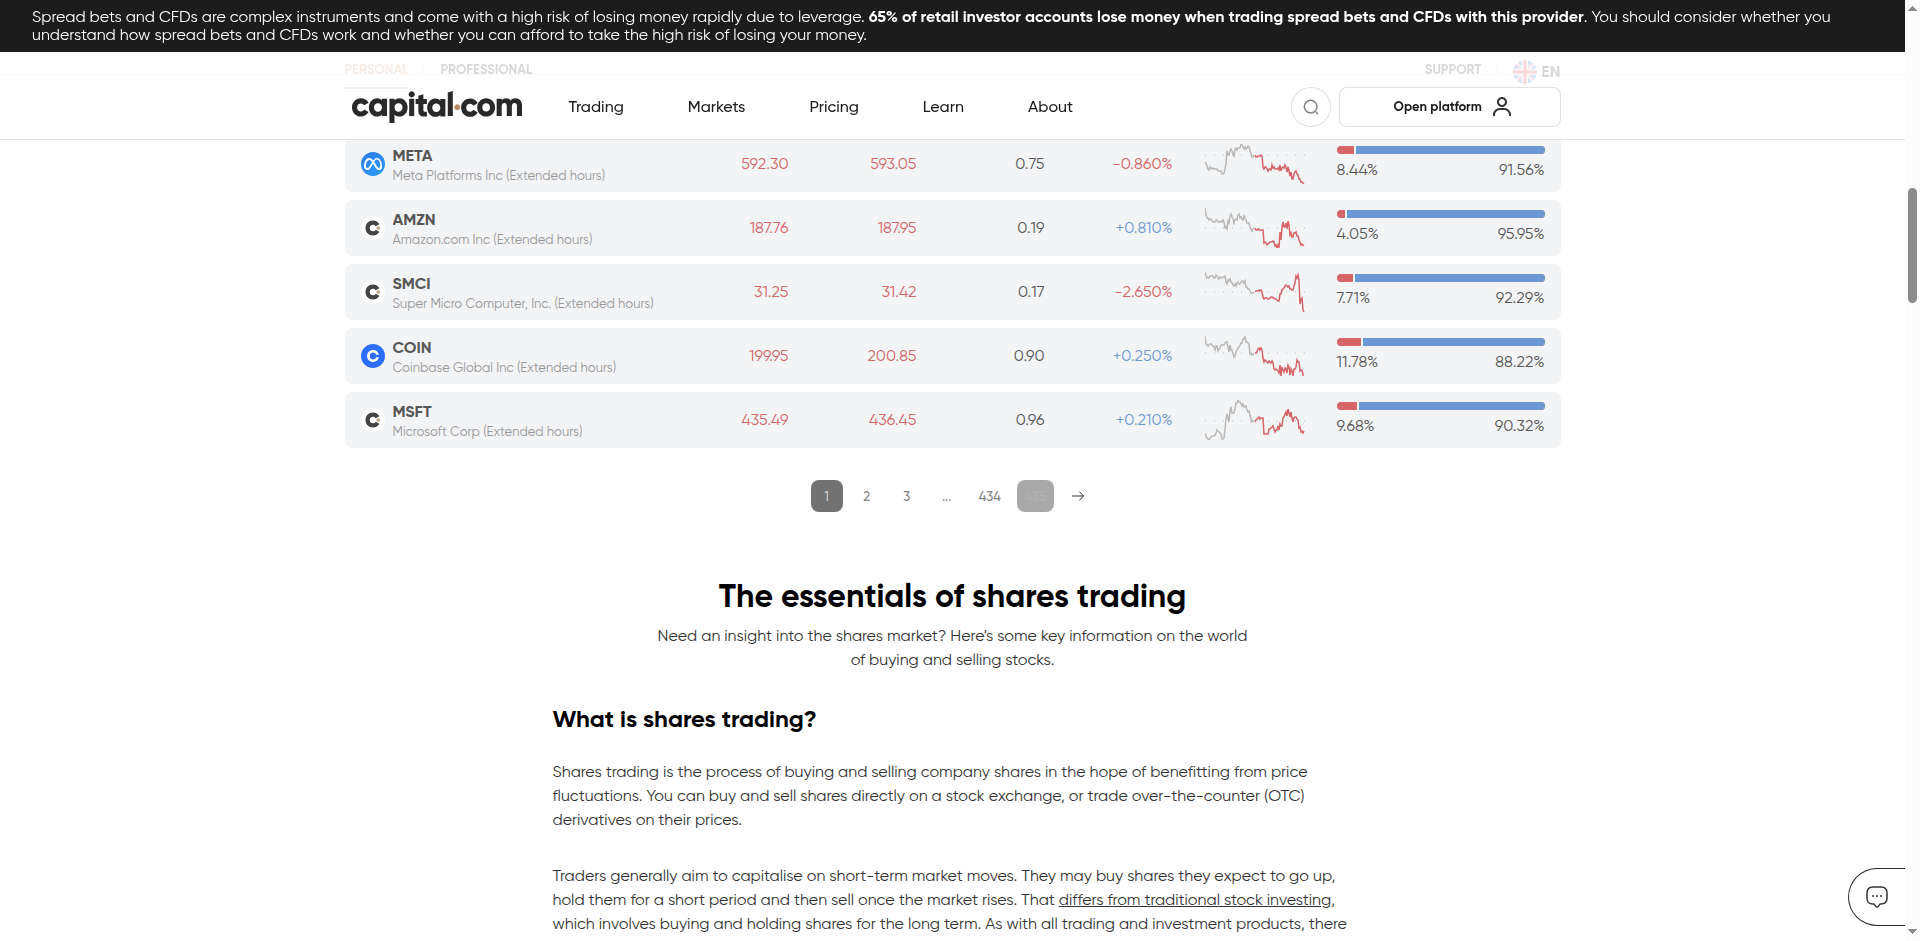 Spread bets and CFDs are complex instruments and come with a high risk of losing money rapidly due to leverage. 65% of retail investor accounts lose money when trading spread bets and CFDs with this provider. You should consider whether you
understand how spread bets and CFDs work and whether you can afford to take the high risk of losing your money.
PERSONAL PROFESSIONAL SUPPORT EN
capital.com Trading Markets Pricing Learn About Open platform
META 592.30 593.05 0.75 -0.860%
Meta Platforms Inc (Extended hours) 8.44% 91.56%
AMZN 187.76 187.95 0.19 +0.810%
Amazon.com Inc (Extended hours) 4.05% 95.95%
SMCI 31.25 31.42 0.17 -2.650%
Super Micro Computer, Inc. (Extended hours) 7.71% 92.29%
COIN 199.95 200.85 0.90 +0.250%
Coinbase Global Inc (Extended hours) 11.78% 88.22%
MSFT 435.49 436.45 0.96 +0.210%
Microsoft Corp (Extended hours) 9.68% 90.32%
1 2 3 ... 434 435 →
The essentials of shares trading
Need an insight into the shares market? Here’s some key information on the world
of buying and selling stocks.
What is shares trading?
Shares trading is the process of buying and selling company shares in the hope of benefitting from price
fluctuations. You can buy and sell shares directly on a stock exchange, or trade over-the-counter (OTC)
derivatives on their prices.
Traders generally aim to capitalise on short-term market moves. They may buy shares they expect to go up,
hold them for a short period and then sell once the market rises. That differs from traditional stock investing,
which involves buying and holding shares for the long term. As with all trading and investment products, there